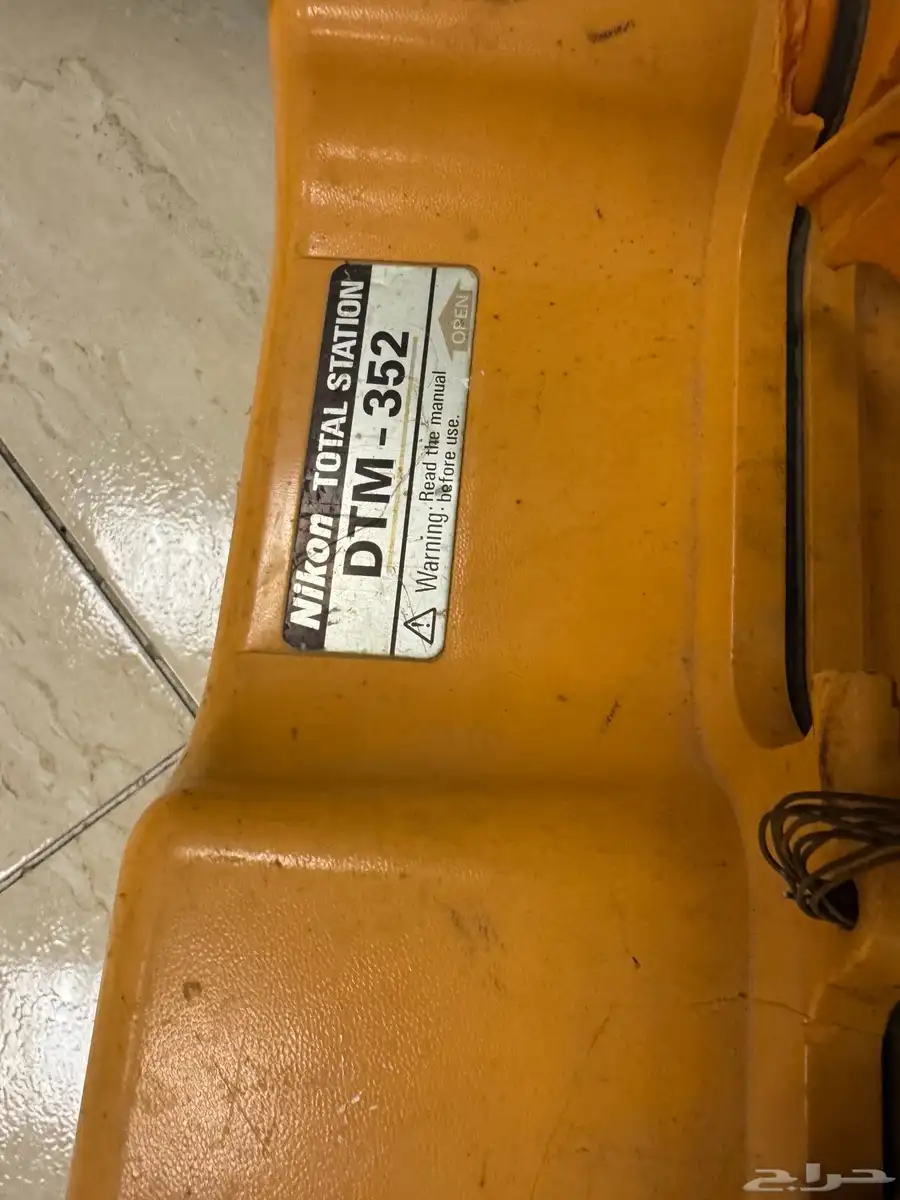 Nikon TOTAL STATION
DTM - 352
OPEN
Warning: Read the manual
before use.
حراج